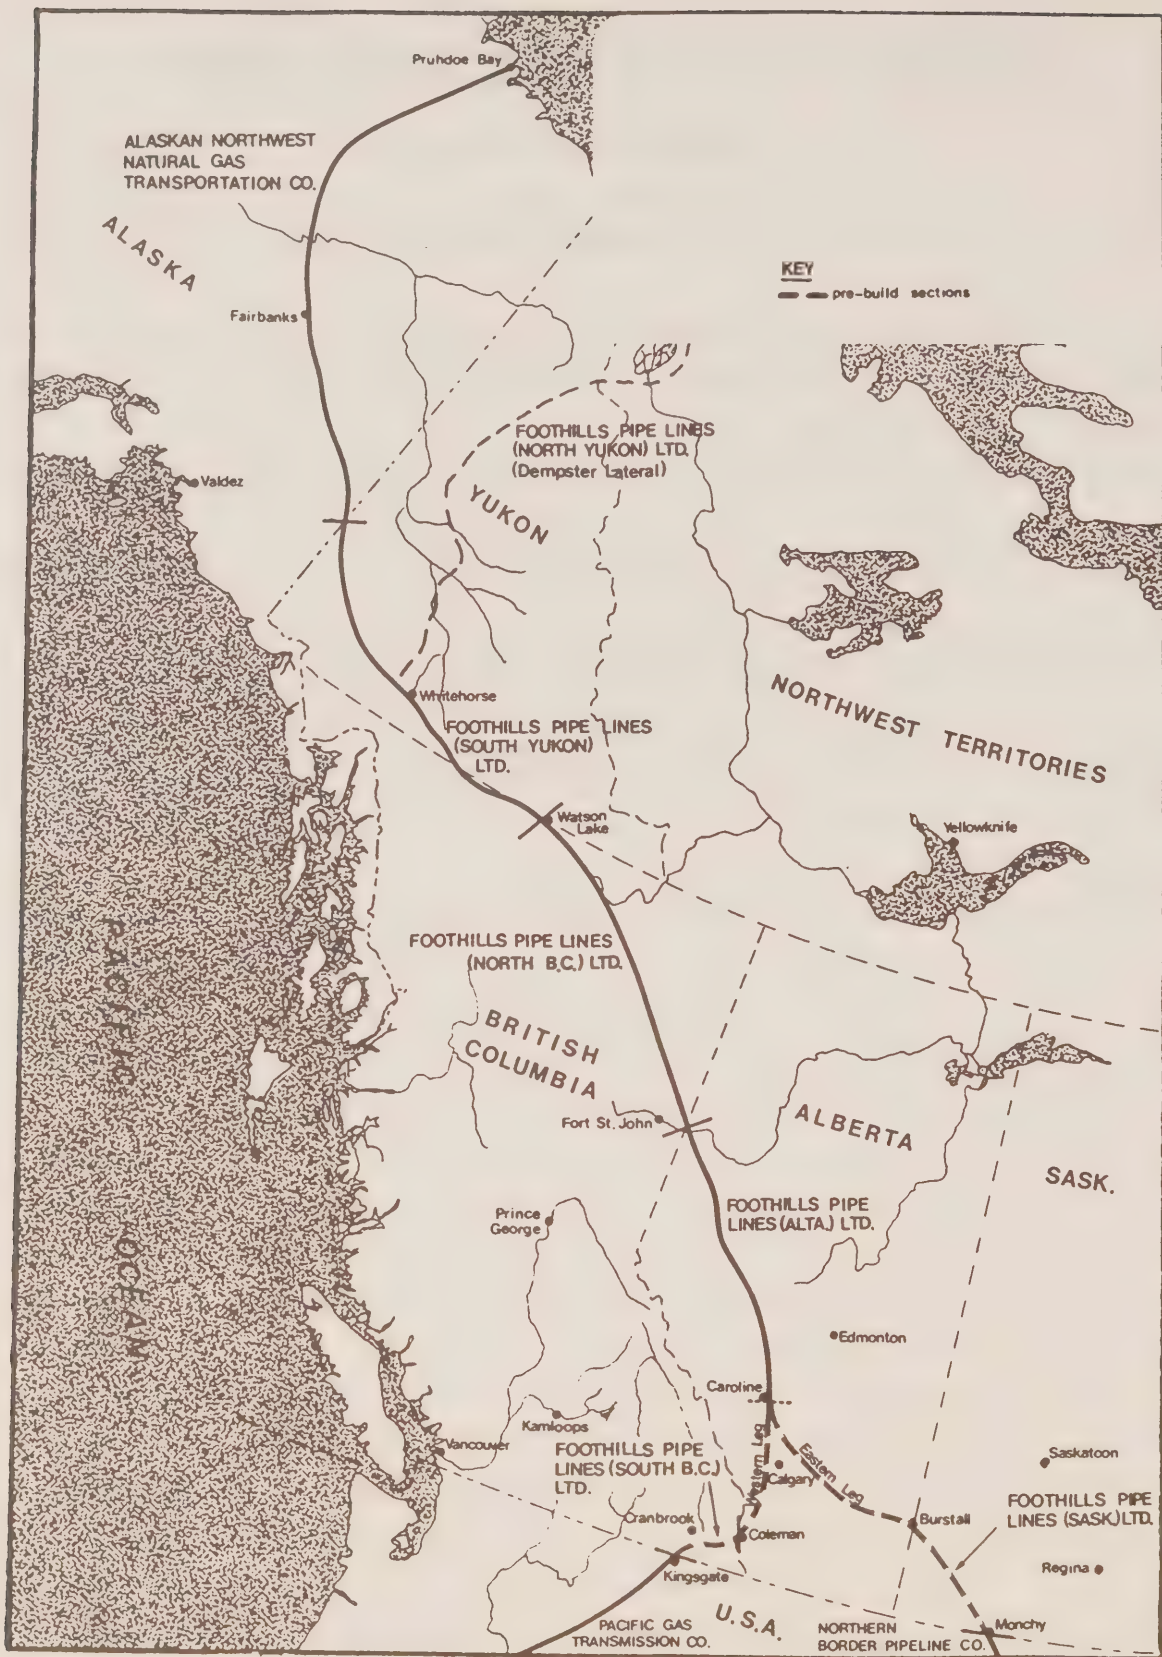 Pruhdoe Bay
ALASKAN NORTHWEST
NATURAL GAS
TRANSPORTATION CO.
ALASKA
KEY
pre-build sections
Fairbanks
FOOTHILLS PIPE LINES
(NORTH YUKON) LTD.
(Dempster Lateral)
Valdez
YUKON
NORTHWEST TERRITORIES
Whitehorse
FOOTHILLS PIPE LINES
(SOUTH YUKON)
LTD.
Watson
Lake
Yellowknife
FOOTHILLS PIPE LINES
(NORTH B.C.) LTD.
PACIFIC OCEAN
BRITISH
COLUMBIA
Fort St. John
ALBERTA
SASK.
FOOTHILLS PIPE
LINES (ALTA.) LTD.
Prince
George
Edmonton
Caroline
Kamloops
Vancouver
FOOTHILLS PIPE
LINES (SOUTH B.C.)
LTD.
Western Leg
Eastern Leg
Calgary
Saskatoon
FOOTHILLS PIPE
LINES (SASK.) LTD.
Burstall
Cranbrook
Coleman
Kingsgate
Regina
U.S.A.
PACIFIC GAS
TRANSMISSION CO.
NORTHERN
BORDER PIPELINE CO.
Monchy